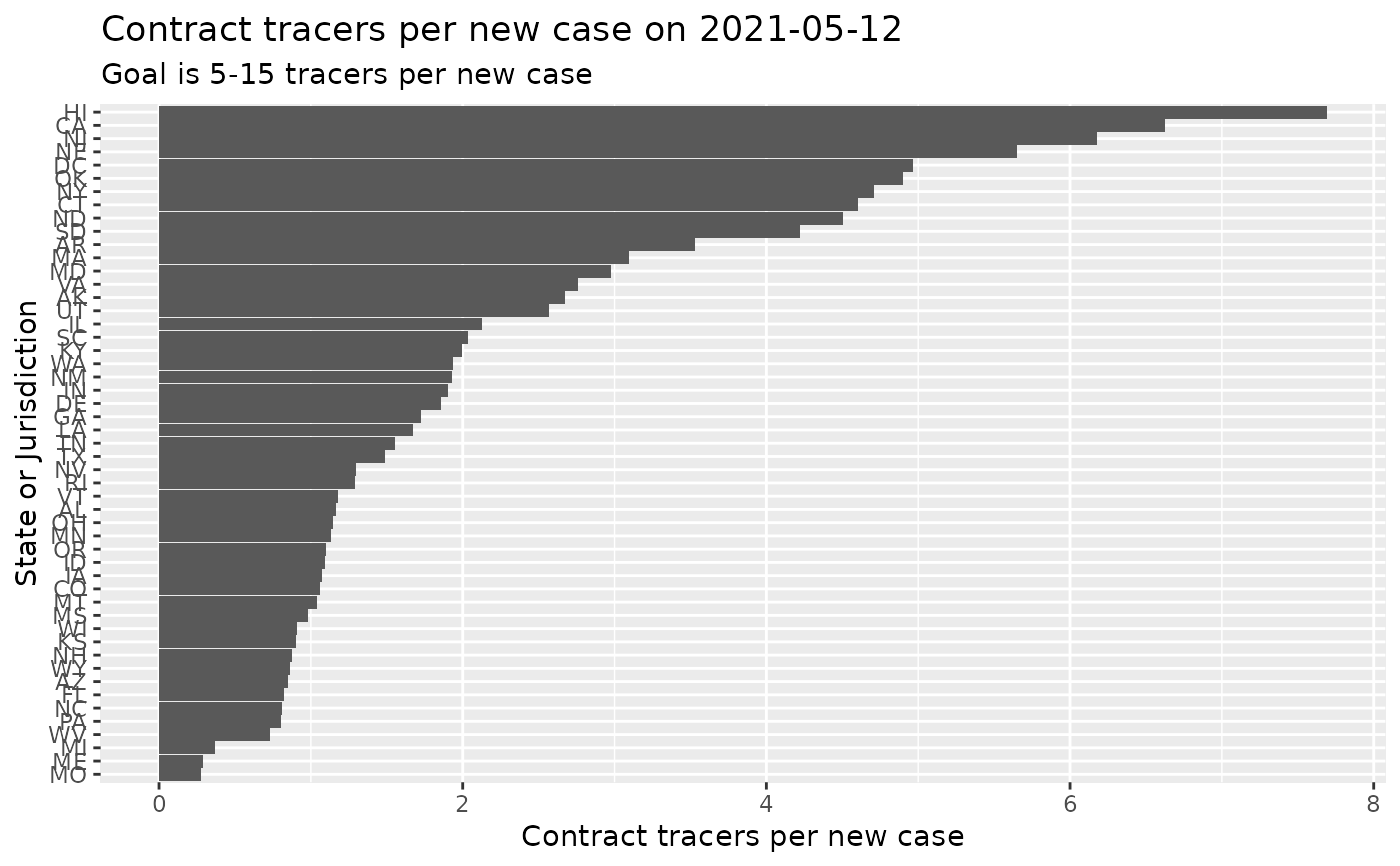 Contract tracers per new case on 2021-05-12
Goal is 5-15 tracers per new case
State or Jurisdiction
HI
CA
NJ
NE
DC
OK
NY
CT
ND
SD
AR
MA
MD
VA
AK
UT
IL
SC
KY
WA
NM
IN
DE
GA
LA
TN
TX
NV
RI
VT
AL
OH
MN
OR
ID
IA
CO
MT
MS
WI
KS
NH
WY
AZ
FL
NC
PA
WV
MI
ME
MO
0 2 4 6 8
Contract tracers per new case